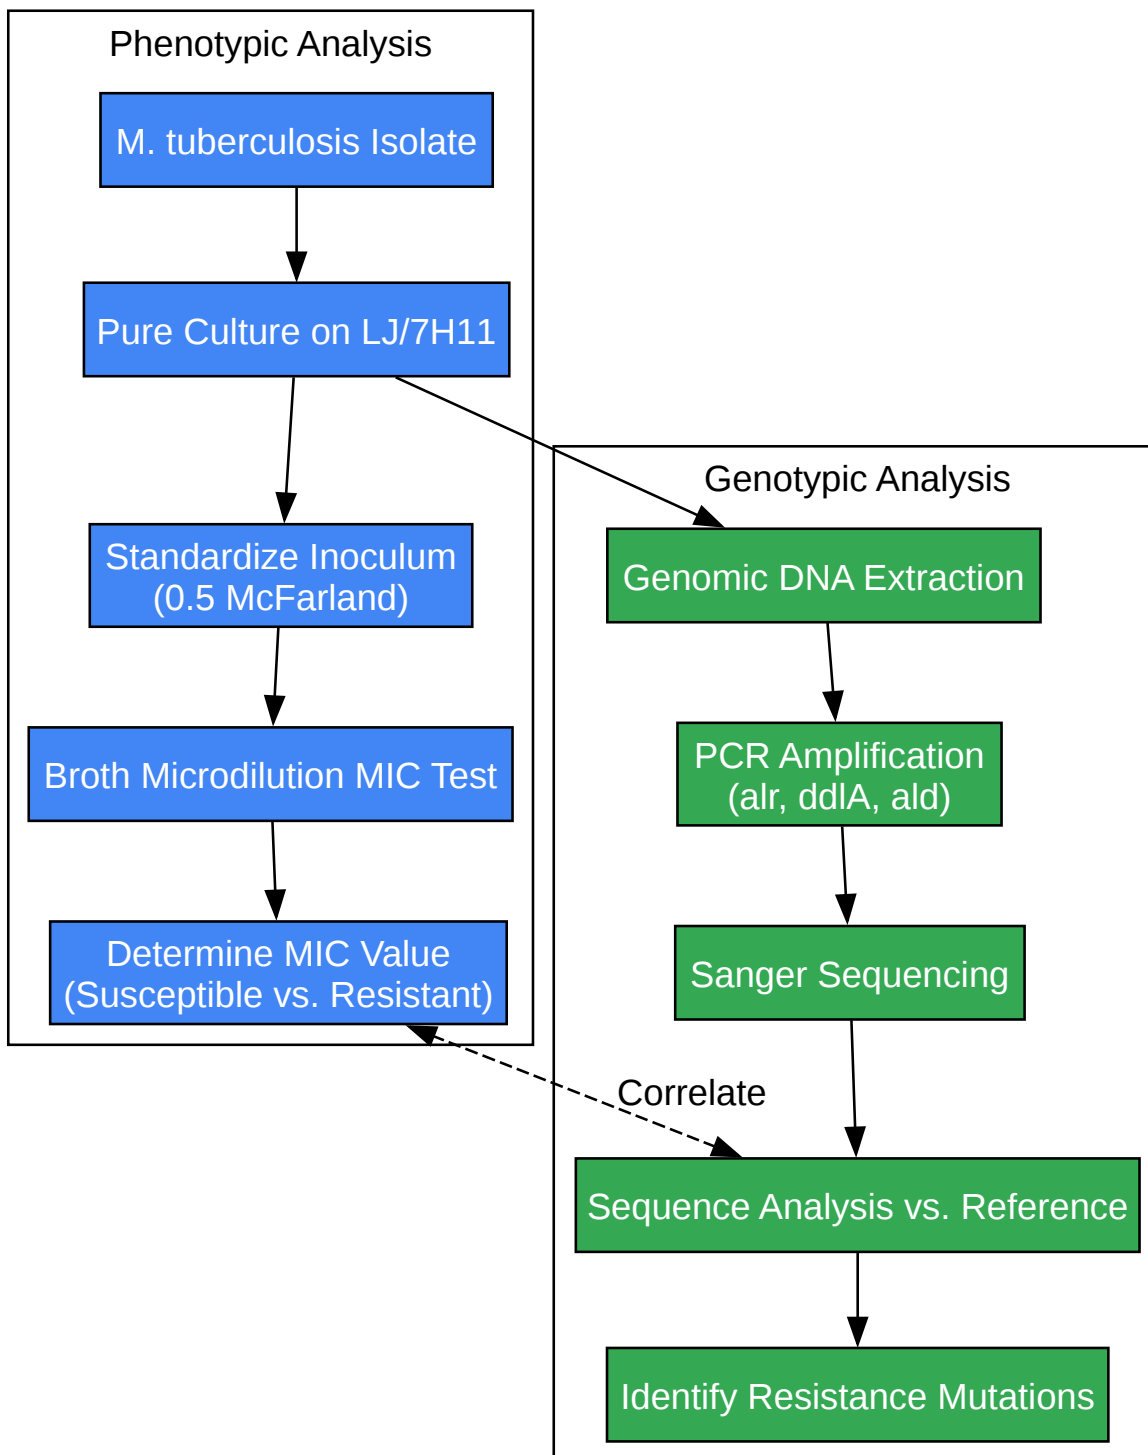 Phenotypic Analysis
M. tuberculosis Isolate
Pure Culture on LJ/7H11
Standardize Inoculum
(0.5 McFarland)
Broth Microdilution MIC Test
Determine MIC Value
(Susceptible vs. Resistant)
Genotypic Analysis
Genomic DNA Extraction
PCR Amplification
(alr, ddlA, ald)
Sanger Sequencing
Correlate
Sequence Analysis vs. Reference
Identify Resistance Mutations